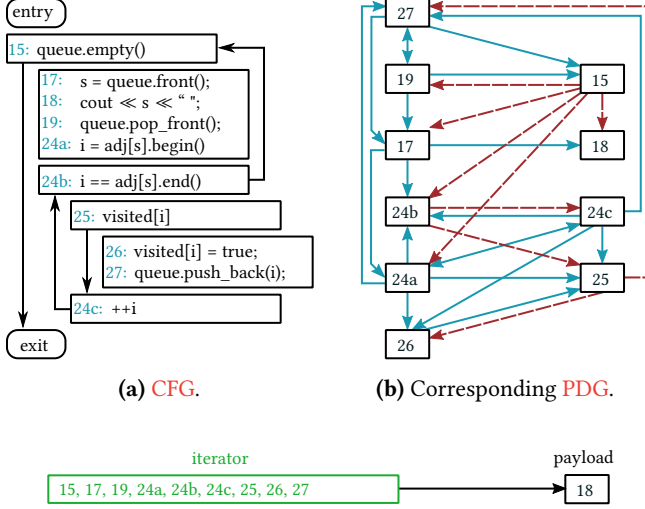 entry
15: queue.empty()
17: s = queue.front();
18: cout ≪ s ≪ “ ";
19: queue.pop_front();
24a: i = adj[s].begin()
24b: i == adj[s].end()
25: visited[i]
26: visited[i] = true;
27: queue.push_back(i);
24c: ++i
exit
(a) CFG.
27
19 15
17 18
24b 24c
24a 25
26
(b) Corresponding PDG.
iterator payload
15, 17, 19, 24a, 24b, 24c, 25, 26, 27 18